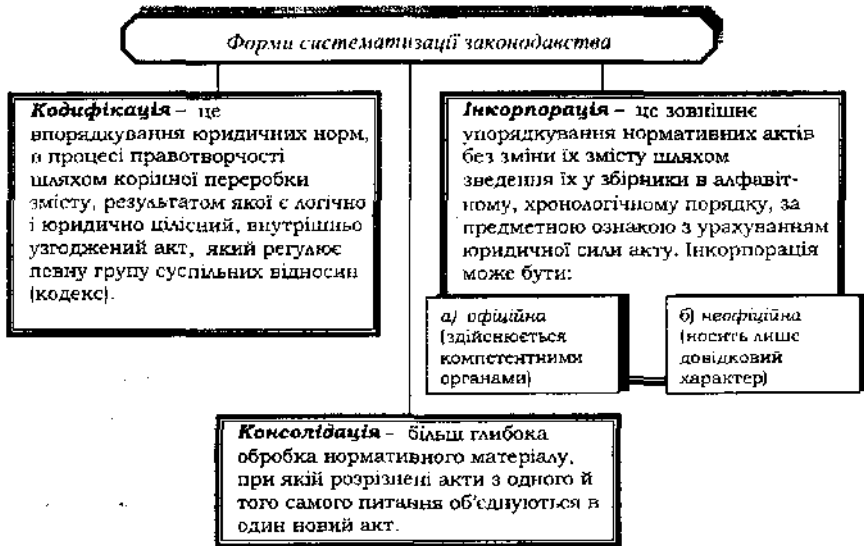 Форми систематизації законодавства
Кодифікація – це
впорядкування юридичних норм,
в процесі правотворчості
шляхом корінної переробки
змісту, результатом якої є логічно
і юридично цілісний, внутрішньо
узгоджений акт, який регулює
певну групу суспільних відносин
(кодекс).
Інкорпорація – це зовнішнє
упорядкування нормативних актів
без зміни їх змісту шляхом
зведення їх у збірники в алфавіт-
ному, хронологічному порядку, за
предметною ознакою з урахуванням
юридичної сили акту. Інкорпорація
може бути:
а) офіційна
(здійснюється
компетентними
органами)
б) неофіційна
(носить лише
довідковий
характер)
Консолідація – більш глибока
обробка нормативного матеріалу,
при якій розрізнені акти з одного й
того самого питання об'єднуються в
один новий акт.